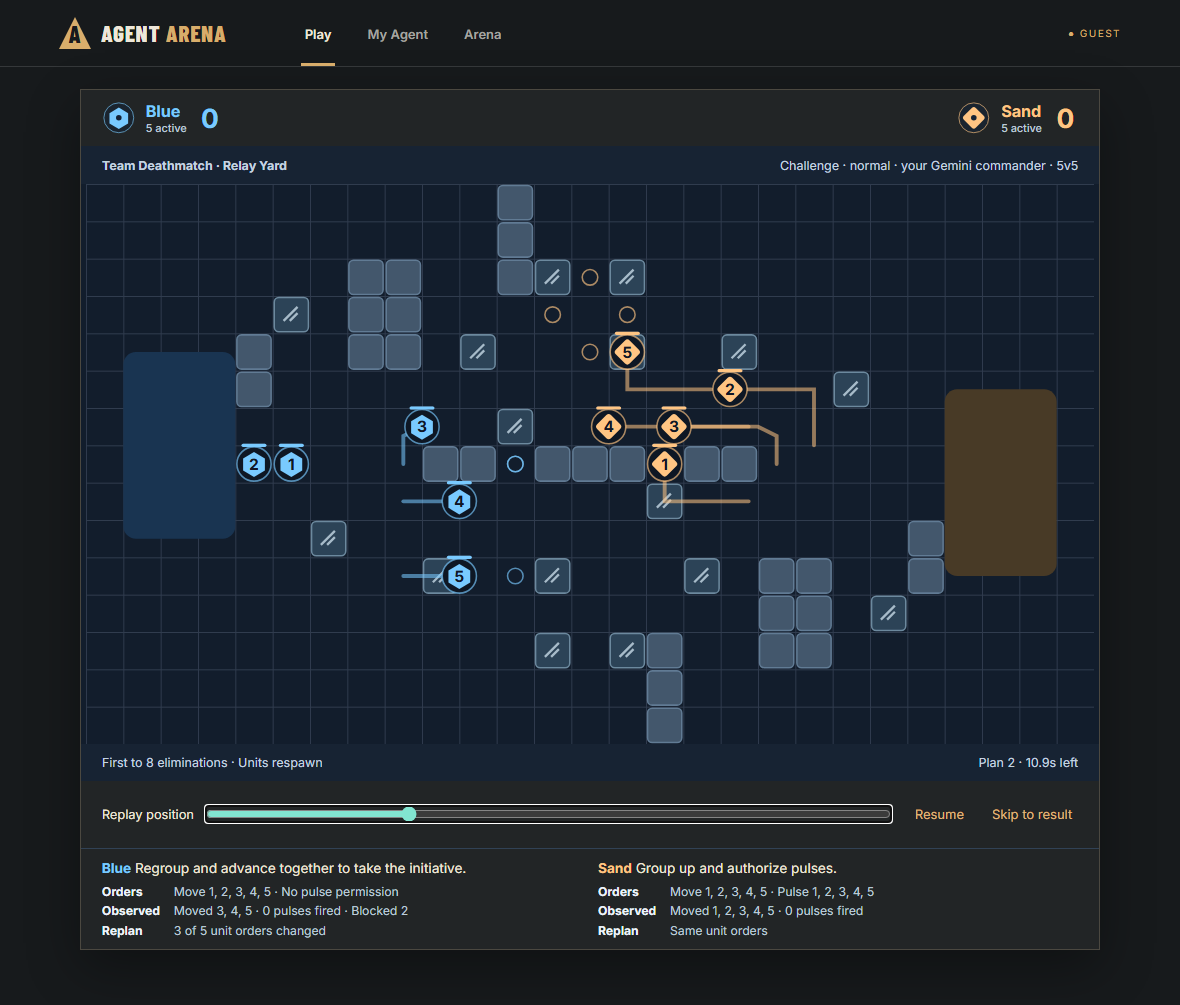 A AGENT ARENA Play My Agent Arena • GUEST
Blue 5 active 0
Sand 5 active 0
Team Deathmatch · Relay Yard
Challenge · normal · your Gemini commander · 5v5
5
2
3 4 3
2 1 1
4
5
First to 8 eliminations · Units respawn
Plan 2 · 10.9s left
Replay position Resume Skip to result
Blue Regroup and advance together to take the initiative.
Orders Move 1, 2, 3, 4, 5 · No pulse permission
Observed Moved 3, 4, 5 · 0 pulses fired · Blocked 2
Replan 3 of 5 unit orders changed
Sand Group up and authorize pulses.
Orders Move 1, 2, 3, 4, 5 · Pulse 1, 2, 3, 4, 5
Observed Moved 1, 2, 3, 4, 5 · 0 pulses fired
Replan Same unit orders